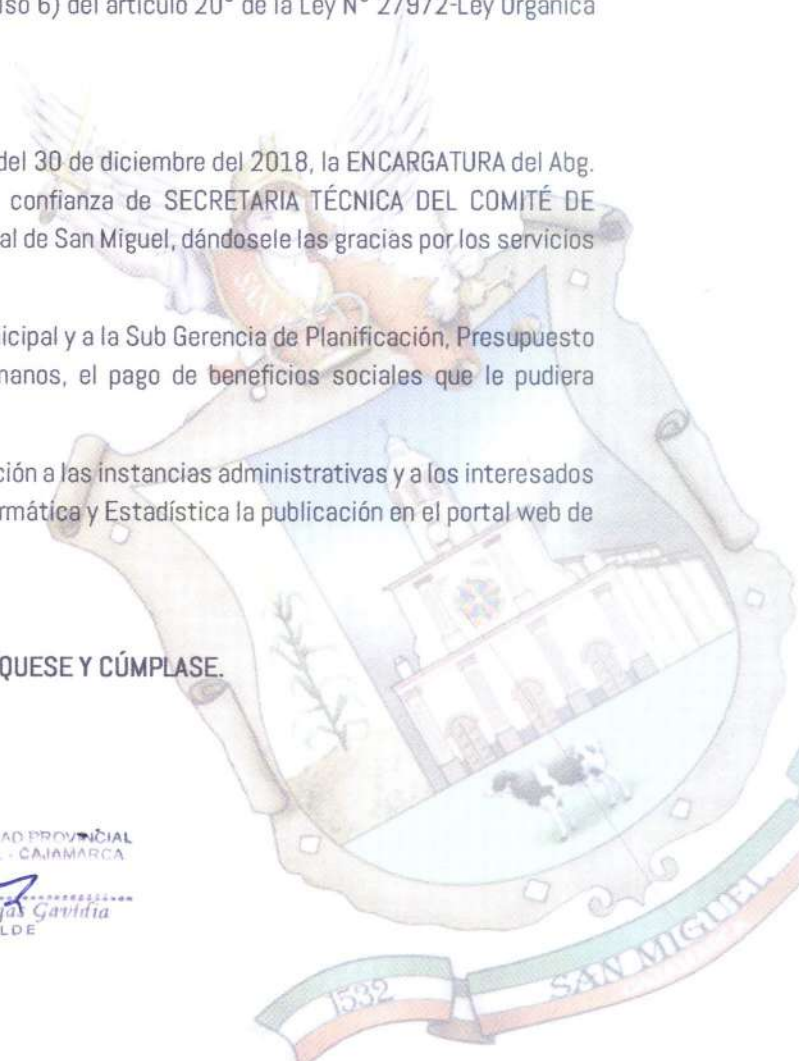 so 6) del artículo 20° de la Ley N° 27972-Ley Orgánica
del 30 de diciembre del 2018, la ENCARGATURA del Abg.
confianza de SECRETARIA TÉCNICA DEL COMITÉ DE
al de San Miguel, dándosele las gracias por los servicios
icipal y a la Sub Gerencia de Planificación, Presupuesto
manos, el pago de beneficios sociales que le pudiera
ción a las instancias administrativas y a los interesados
rmática y Estadística la publicación en el portal web de
QUESE Y CÚMPLASE.
AD PROVINCIAL
- CAJAMARCA
jas Gavidia
LDE
SAN
1532
SAN MIGUEL